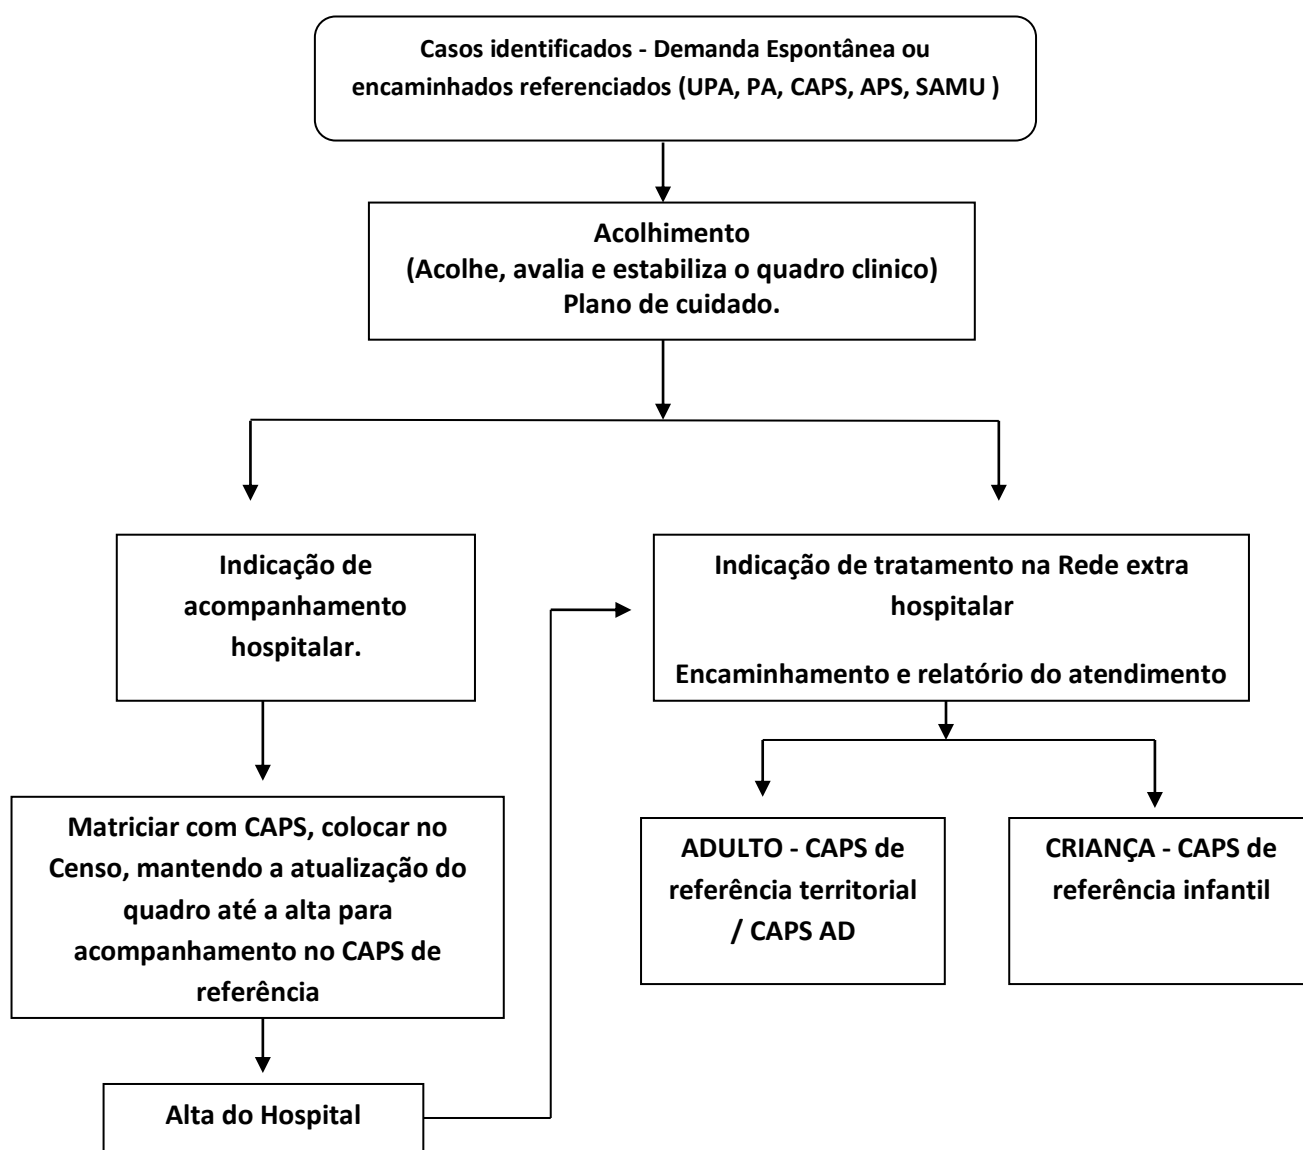 Casos identificados - Demanda Espontânea ou
encaminhados referenciados (UPA, PA, CAPS, APS, SAMU )
Acolhimento
(Acolhe, avalia e estabiliza o quadro clinico)
Plano de cuidado.
Indicação de
acompanhamento
hospitalar.
Indicação de tratamento na Rede extra
hospitalar
Encaminhamento e relatório do atendimento
Matriciar com CAPS, colocar no
Censo, mantendo a atualização do
quadro até a alta para
acompanhamento no CAPS de
referência
ADULTO - CAPS de
referência territorial
/ CAPS AD
CRIANÇA - CAPS de
referência infantil
Alta do Hospital